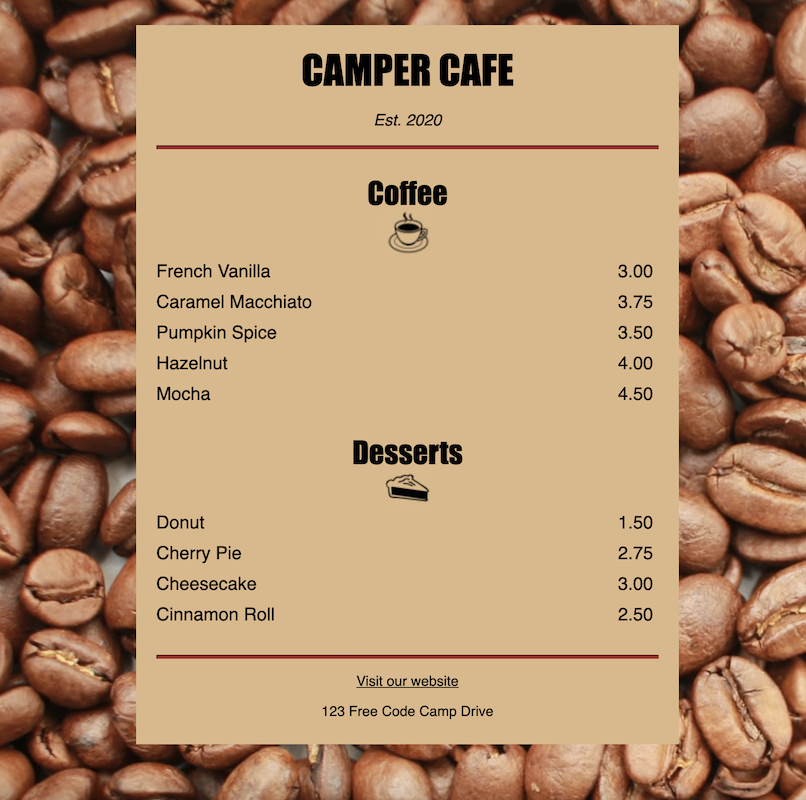 CAMPER CAFE
Est. 2020
Coffee
French Vanilla 3.00
Caramel Macchiato 3.75
Pumpkin Spice 3.50
Hazelnut 4.00
Mocha 4.50
Desserts
Donut 1.50
Cherry Pie 2.75
Cheesecake 3.00
Cinnamon Roll 2.50
Visit our website
123 Free Code Camp Drive